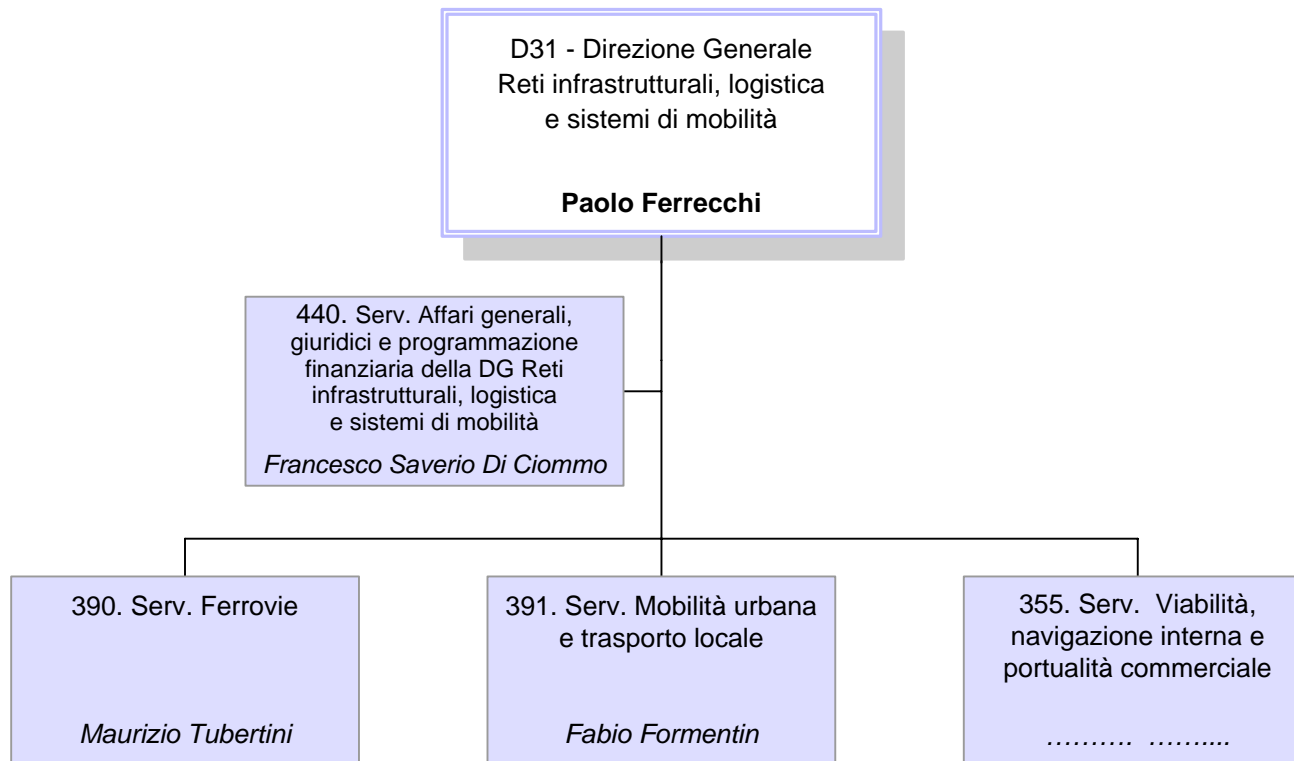 D31 - Direzione Generale
Reti infrastrutturali, logistica
e sistemi di mobilità
Paolo Ferrecchi
440. Serv. Affari generali,
giuridici e programmazione
finanziaria della DG Reti
infrastrutturali, logistica
e sistemi di mobilità
Francesco Saverio Di Ciommo
390. Serv. Ferrovie
Maurizio Tubertini
391. Serv. Mobilità urbana
e trasporto locale
Fabio Formentin
355. Serv. Viabilità,
navigazione interna e
portualità commerciale
………. ……....